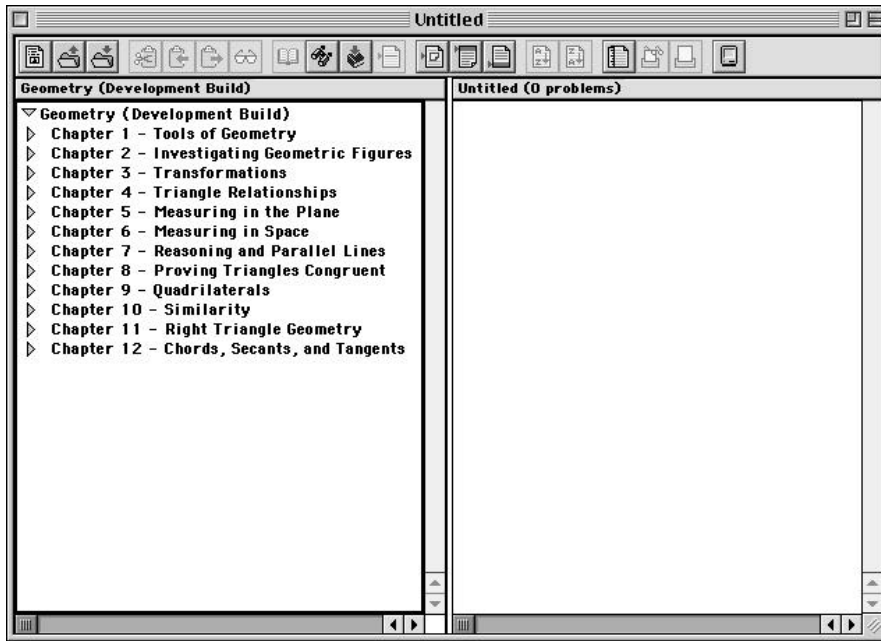 Untitled
Geometry (Development Build)
Untitled (0 problems)
Geometry (Development Build)
Chapter 1 - Tools of Geometry
Chapter 2 - Investigating Geometric Figures
Chapter 3 - Transformations
Chapter 4 - Triangle Relationships
Chapter 5 - Measuring in the Plane
Chapter 6 - Measuring in Space
Chapter 7 - Reasoning and Parallel Lines
Chapter 8 - Proving Triangles Congruent
Chapter 9 - Quadrilaterals
Chapter 10 - Similarity
Chapter 11 - Right Triangle Geometry
Chapter 12 - Chords, Secants, and Tangents